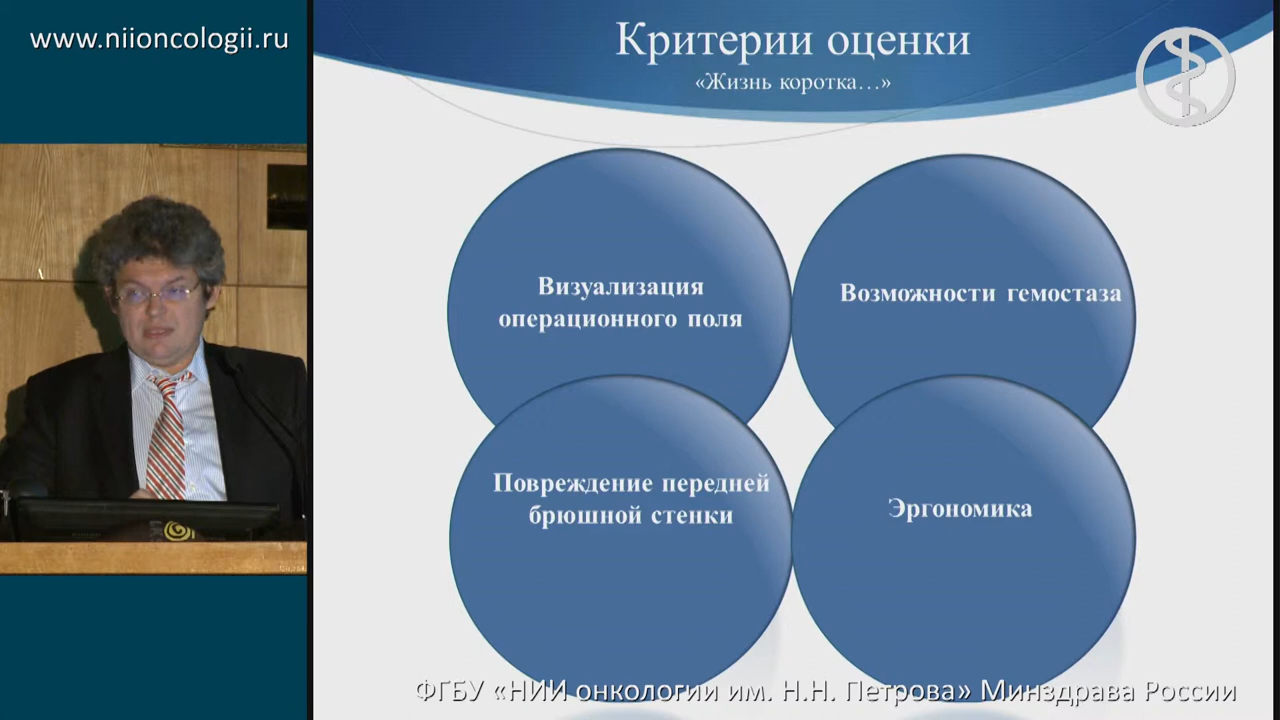 www.niioncologii.ru
Критерии оценки
«Жизнь коротка…»
Визуализация
операционного поля
Возможности гемостаза
Повреждение передней
брюшной стенки
Эргономика
ФГБУ «НИИ онкологии им. Н.Н. Петрова» Минздрава России